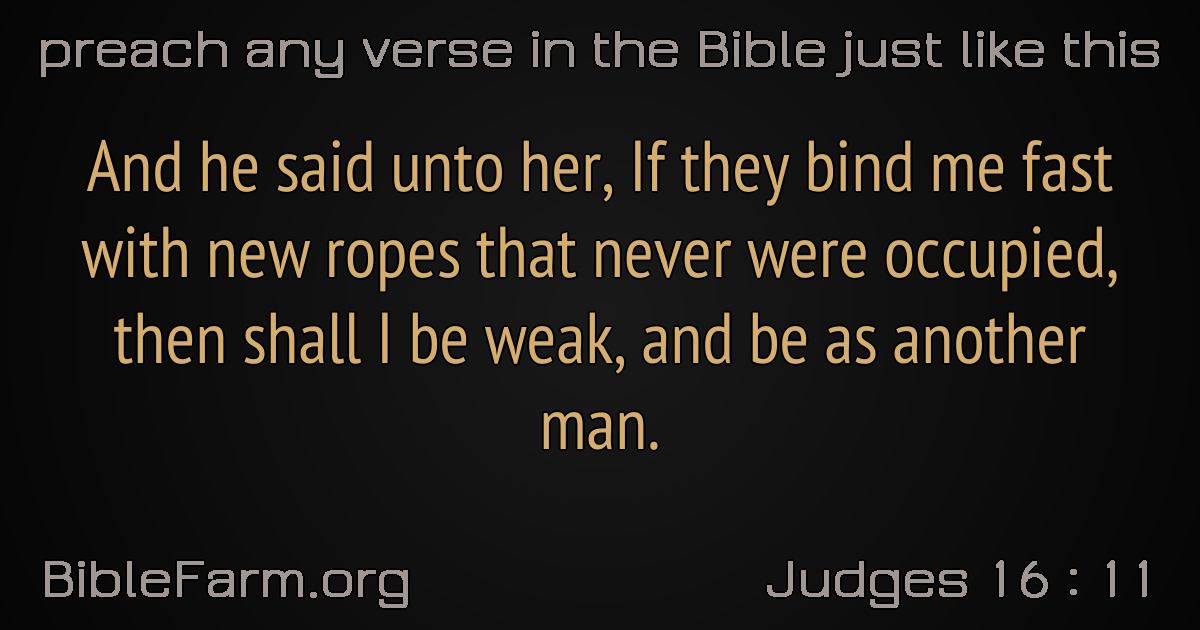 preach any verse in the Bible just like this
And he said unto her, If they bind me fast
with new ropes that never were occupied,
then shall I be weak, and be as another
man.
BibleFarm.org
Judges 16 : 11